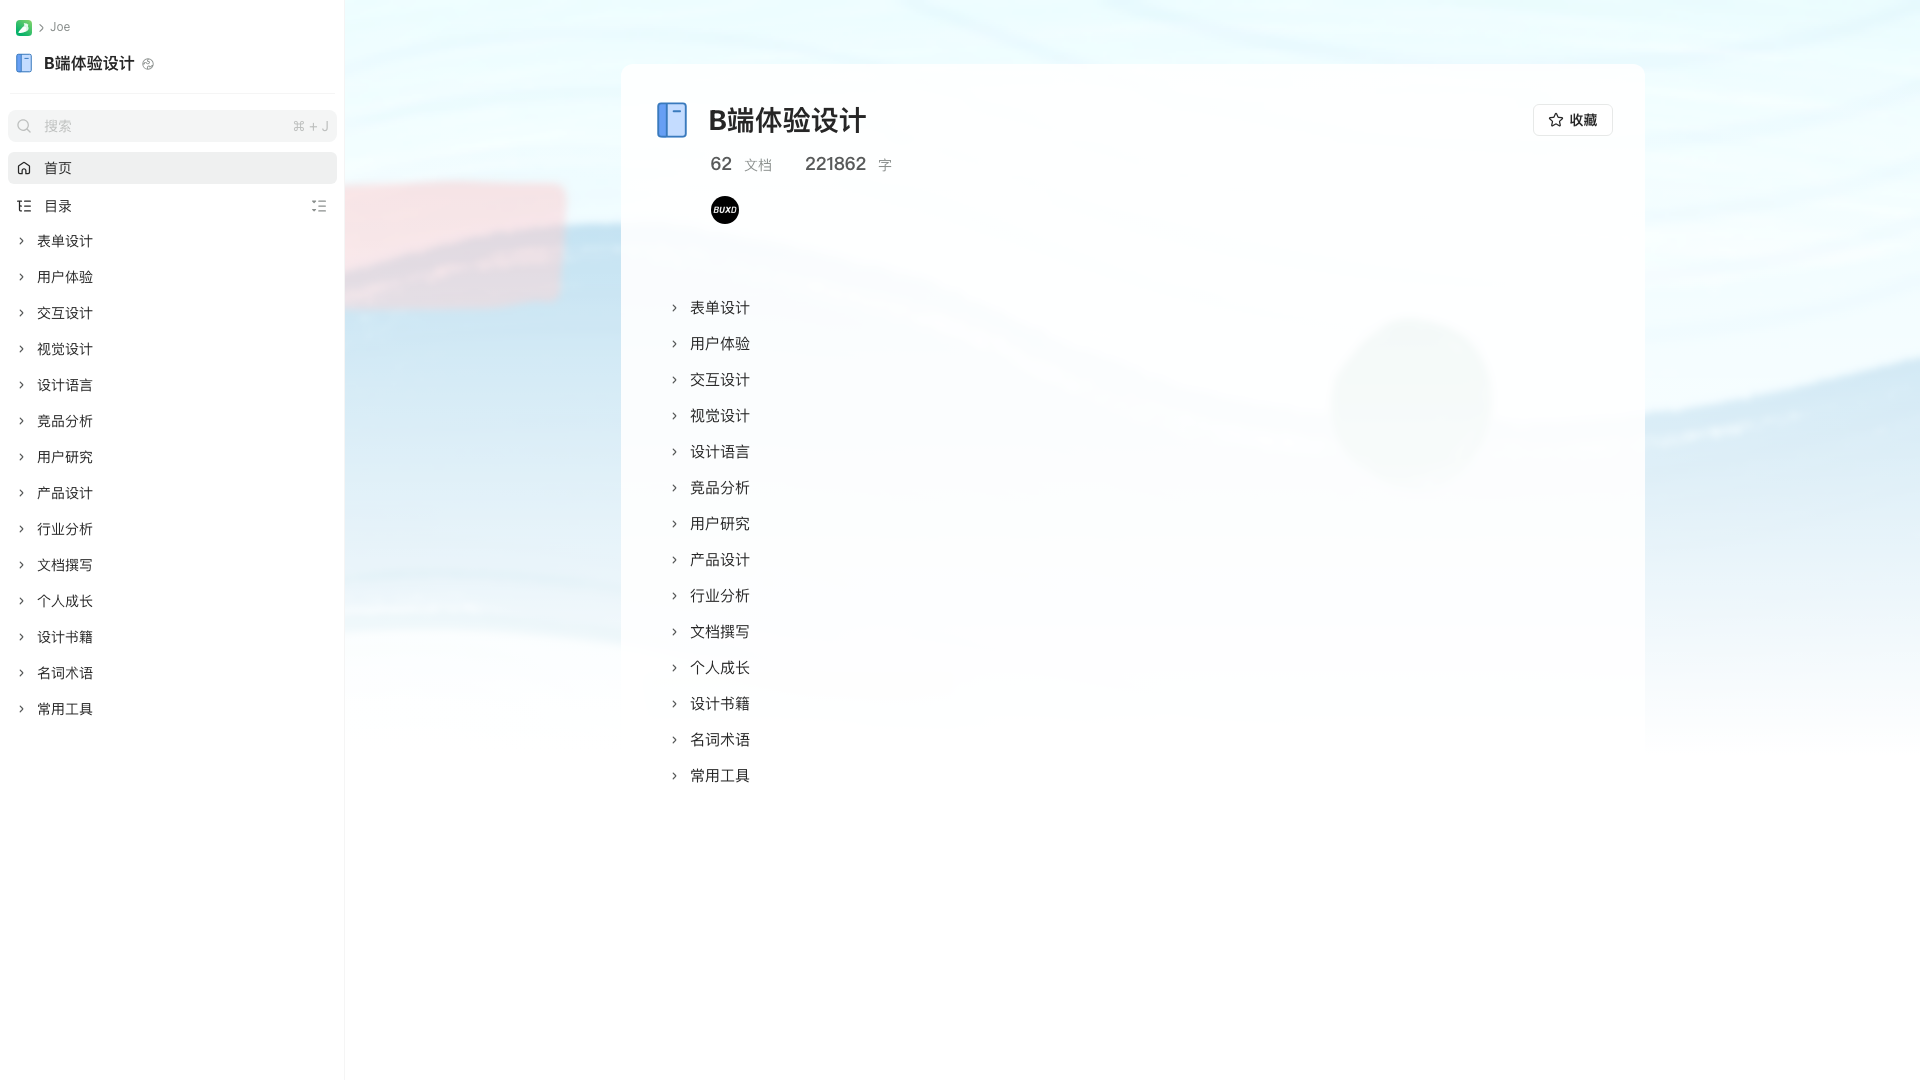 Joe
B端体验设计
搜索 ⌘ + J
首页
目录
表单设计
用户体验
交互设计
视觉设计
设计语言
竞品分析
用户研究
产品设计
行业分析
文档撰写
个人成长
设计书籍
名词术语
常用工具
B端体验设计
收藏
62 文档 221862 字
BUXD
表单设计
用户体验
交互设计
视觉设计
设计语言
竞品分析
用户研究
产品设计
行业分析
文档撰写
个人成长
设计书籍
名词术语
常用工具